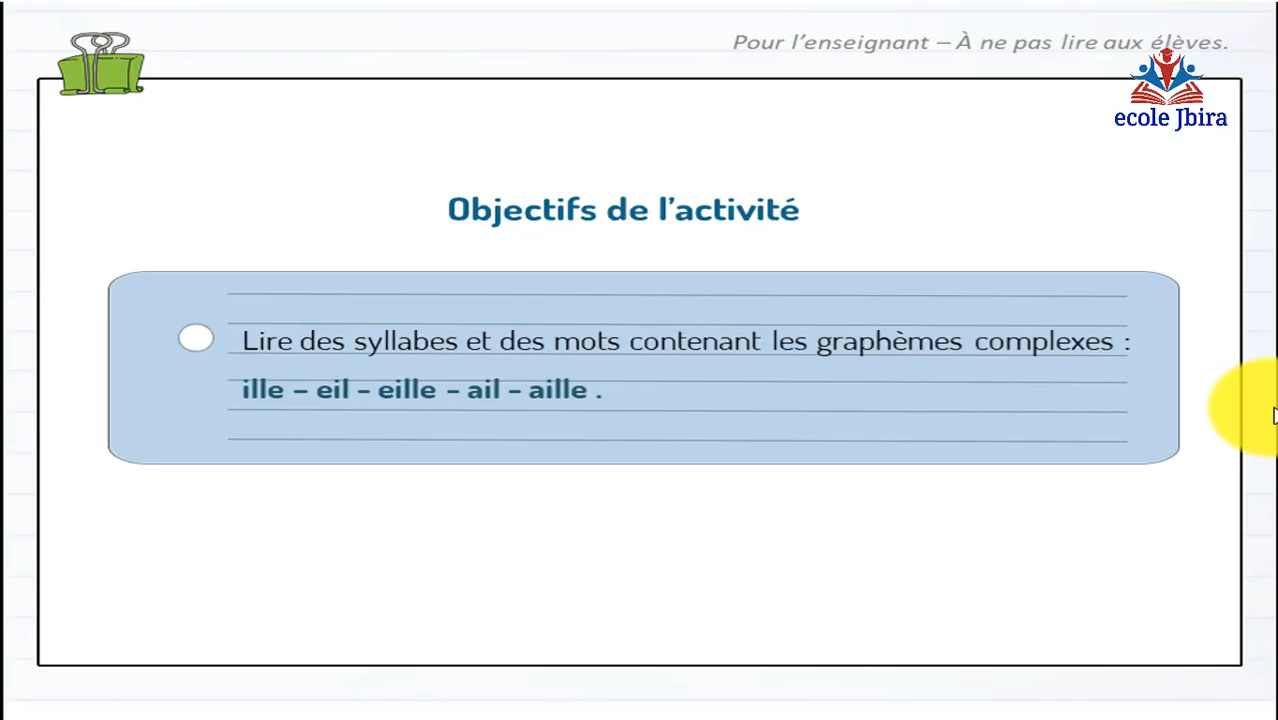 Pour l’enseignant – À ne pas lire aux élèves.
ecole Jbira
Objectifs de l’activité
Lire des syllabes et des mots contenant les graphèmes complexes :
ille – eil – eille – ail – aille .